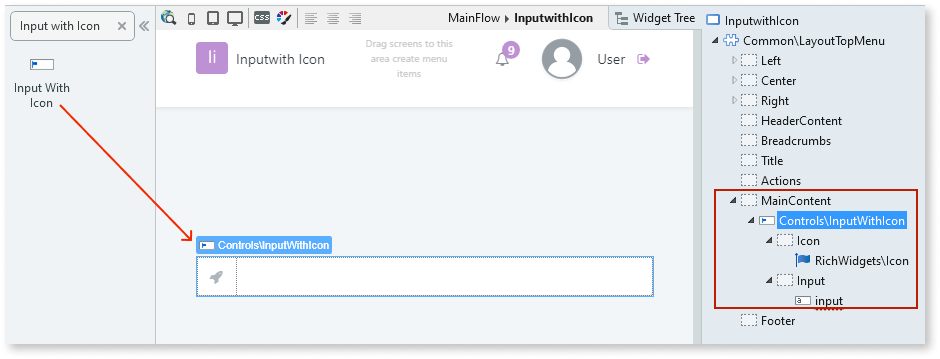 Input with Icon
Input With
Icon
css
MainFlow ▸ InputwithIcon
Widget Tree
li
Inputwith Icon
Drag screens to this
area create menu
items
9
User
Controls\InputWithIcon
InputwithIcon
Common\LayoutTopMenu
Left
Center
Right
HeaderContent
Breadcrumbs
Title
Actions
MainContent
Controls\InputWithIcon
Icon
RichWidgets\Icon
Input
input
Footer